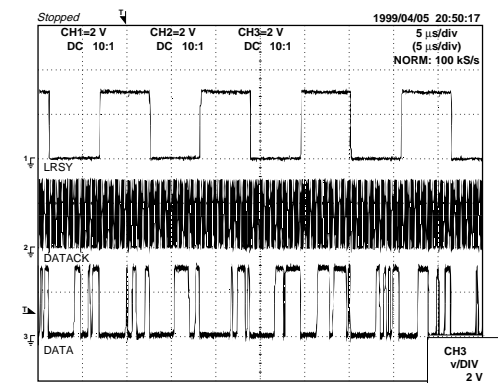 Stopped
T
1999/04/05 20:50:17
CH1=2 V CH2=2 V CH3=2 V 5 µs/div
DC 10:1 DC 10:1 DC 10:1 (5 µs/div)
NORM: 100 kS/s
1
LRSY
2
DATACK
T
3
DATA
CH3
v/DIV
2 V